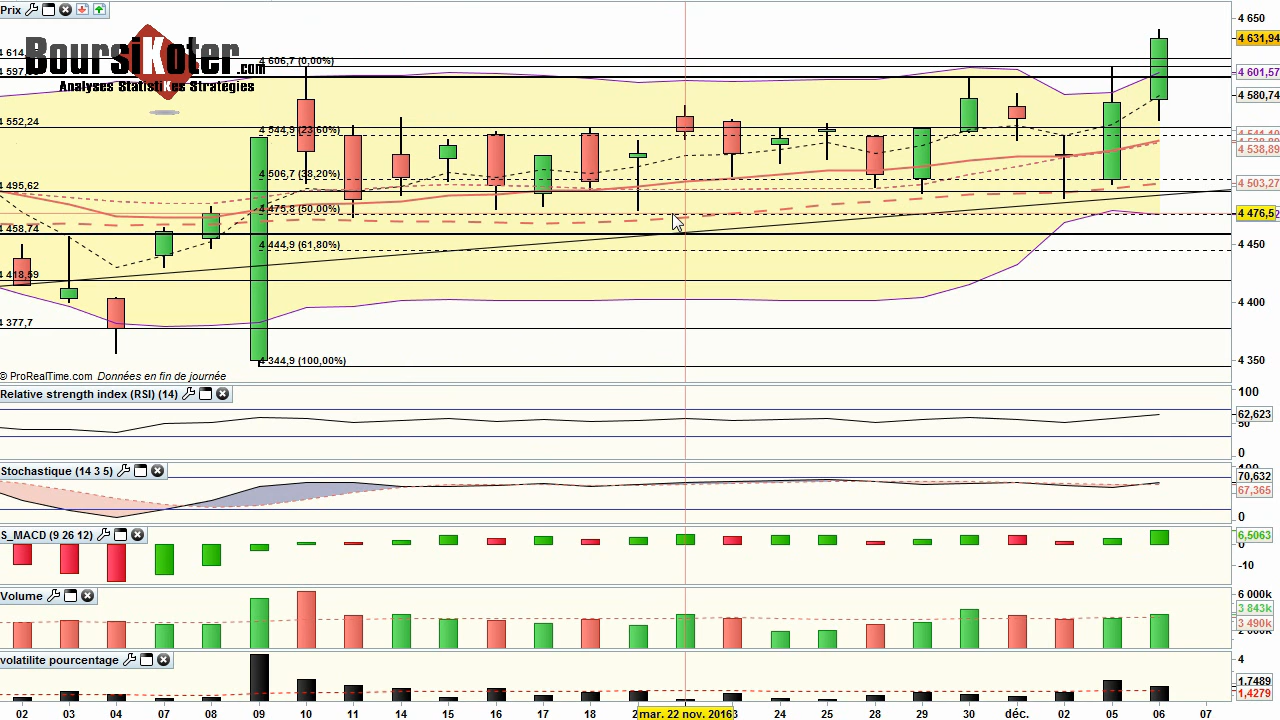 Prix
BoursiKoter.com
Analyses StatistiKes Stratégies
4 606,7 (0,00%)
4 552,24
4 544,9 (23,60%)
4 506,7 (38,20%)
4 495,62
4 475,8 (50,00%)
4 458,74
4 444,9 (61,80%)
4 418,59
4 377,7
4 344,9 (100,00%)
4 650
4 631,94
4 601,57
4 580,74
4 538,89
4 503,27
4 476,5
4 450
4 400
4 350
© ProRealTime.com Données en fin de journée
Relative strength index (RSI) (14)
100
62,623
50
0
Stochastique (14 3 5)
100
70,632
67,365
0
S_MACD (9 26 12)
6,5063
0
-10
Volume
6 000k
3 843k
3 490k
volatilite pourcentage
4
1,7489
1,4279
02 03 04 07 08 09 10 11 14 15 16 17 18 mar. 22 nov. 2016 24 25 28 29 30 déc. 02 05 06 07